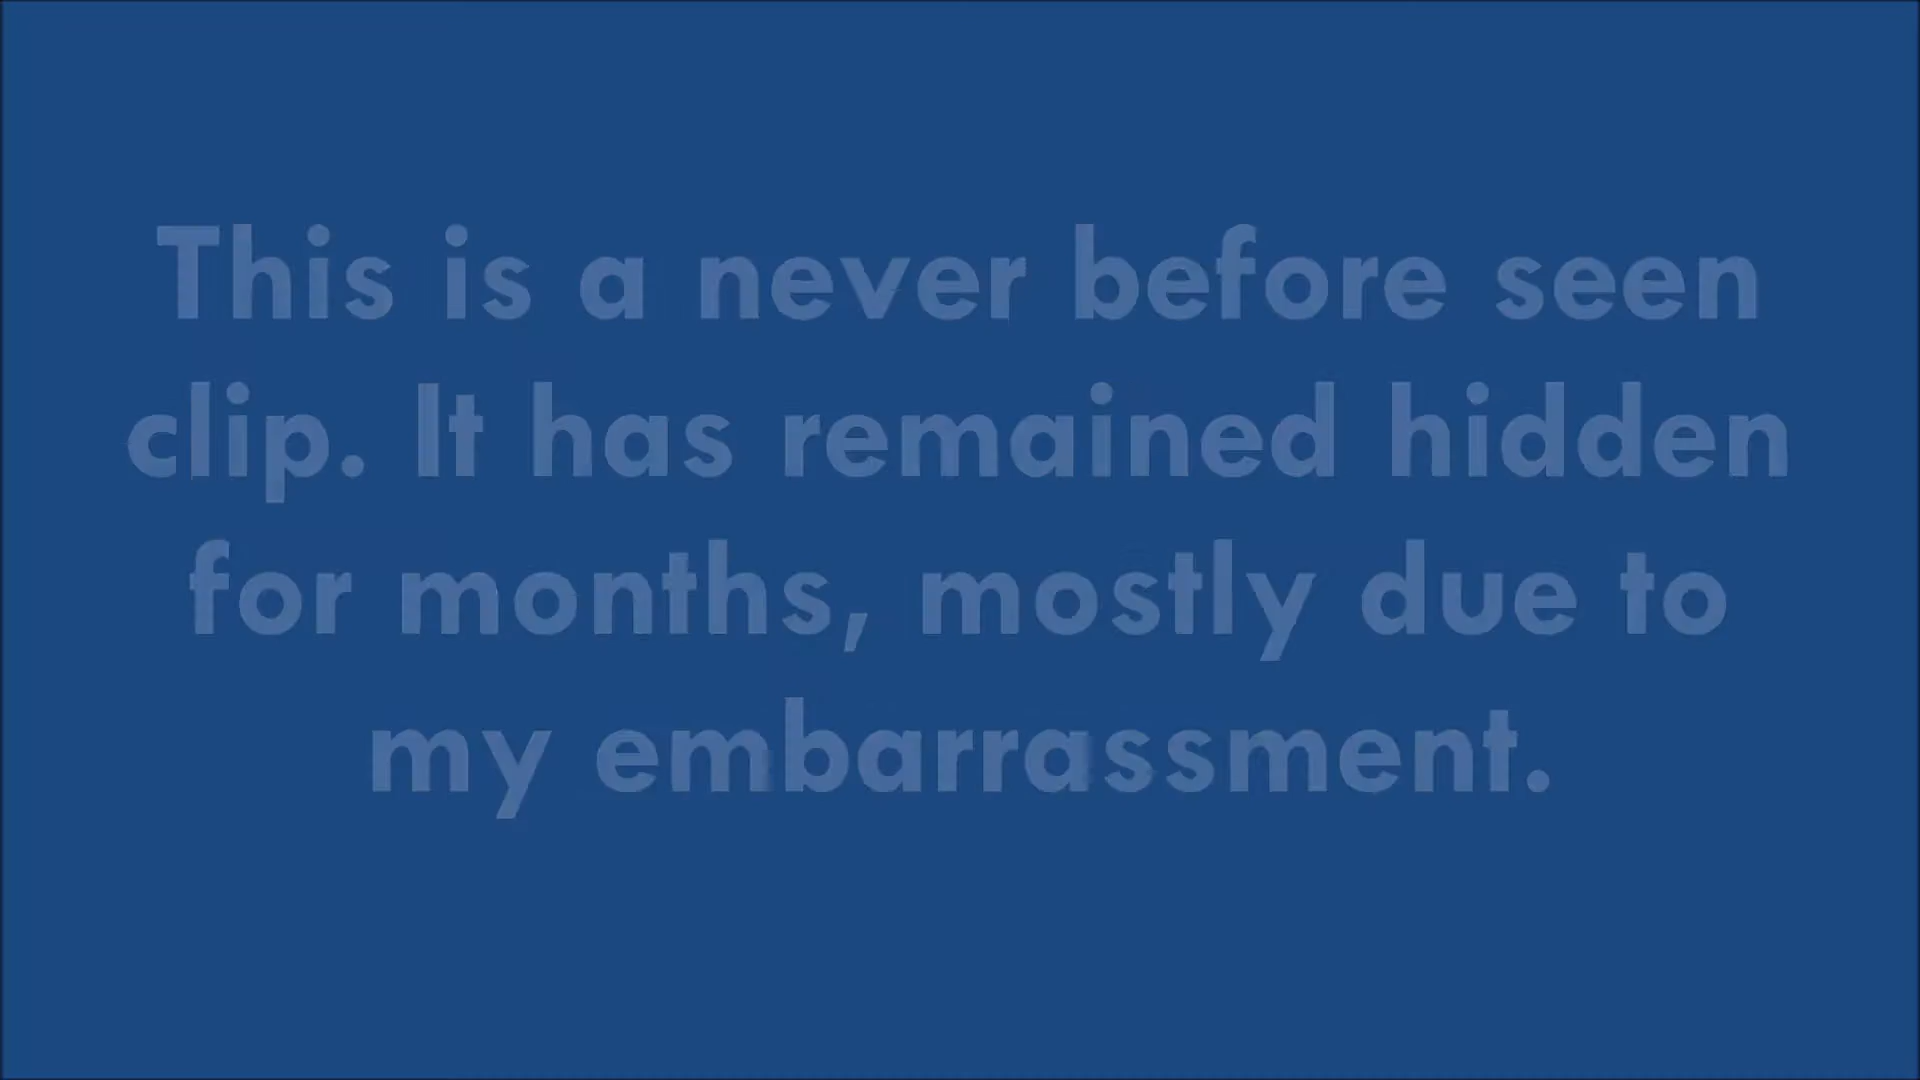 This is a never before seen
clip. It has remained hidden
for months, mostly due to
my embarrassment.